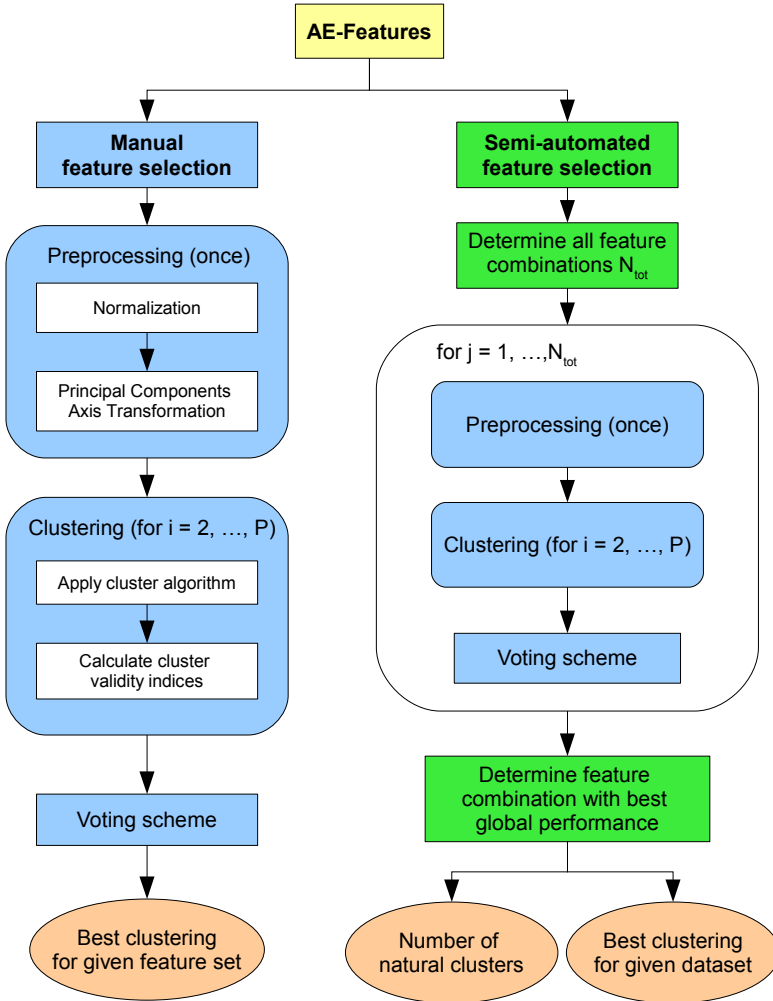 AE-Features
Manual
feature selection
Preprocessing (once)
Normalization
Principal Components
Axis Transformation
Clustering (for i = 2, …, P)
Apply cluster algorithm
Calculate cluster
validity indices
Voting scheme
Best clustering
for given feature set
Semi-automated
feature selection
Determine all feature
combinations N_tot
for j = 1, …,N_tot
Preprocessing (once)
Clustering (for i = 2, …, P)
Voting scheme
Determine feature
combination with best
global performance
Number of
natural clusters
Best clustering
for given dataset